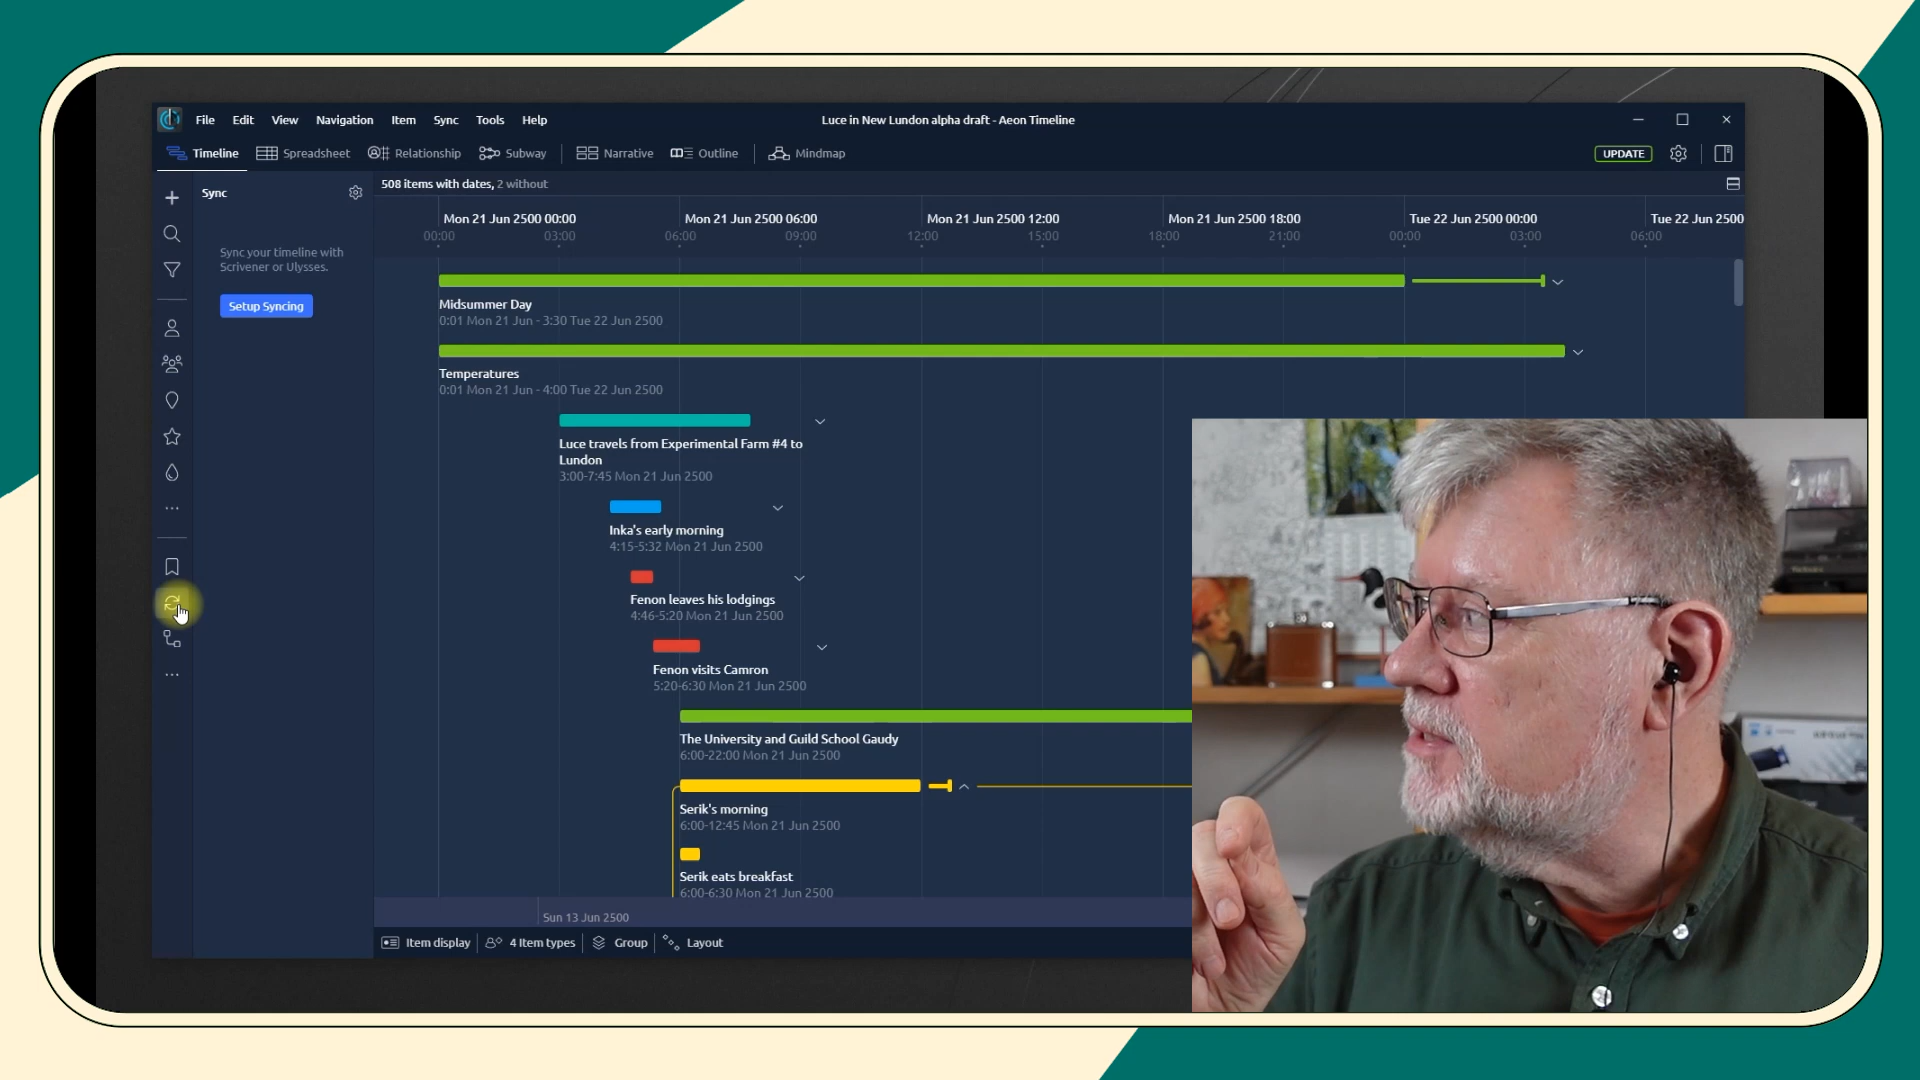 File Edit View Navigation Item Sync Tools Help
Luce in New Lundon alpha draft - Aeon Timeline
Timeline Spreadsheet Relationship Subway Narrative Outline Mindmap
UPDATE
Sync
508 items with dates, 2 without
Mon 21 Jun 2500 00:00 Mon 21 Jun 2500 06:00 Mon 21 Jun 2500 12:00 Mon 21 Jun 2500 18:00 Tue 22 Jun 2500 00:00 Tue 22 Jun 2500
00:00 03:00 06:00 09:00 12:00 15:00 18:00 21:00 00:00 03:00 06:00
Sync your timeline with
Scrivener or Ulysses.
Setup Syncing
Midsummer Day
0:01 Mon 21 Jun - 3:30 Tue 22 Jun 2500
Temperatures
0:01 Mon 21 Jun - 4:00 Tue 22 Jun 2500
Luce travels from Experimental Farm #4 to
Lundon
3:00-7:45 Mon 21 Jun 2500
Inka's early morning
4:15-5:32 Mon 21 Jun 2500
Fenon leaves his lodgings
4:46-5:20 Mon 21 Jun 2500
Fenon visits Camron
5:20-6:30 Mon 21 Jun 2500
The University and Guild School Gaudy
6:00-22:00 Mon 21 Jun 2500
Serik's morning
6:00-12:45 Mon 21 Jun 2500
Serik eats breakfast
6:00-6:30 Mon 21 Jun 2500
Sun 13 Jun 2500
Item display 4 Item types Group Layout